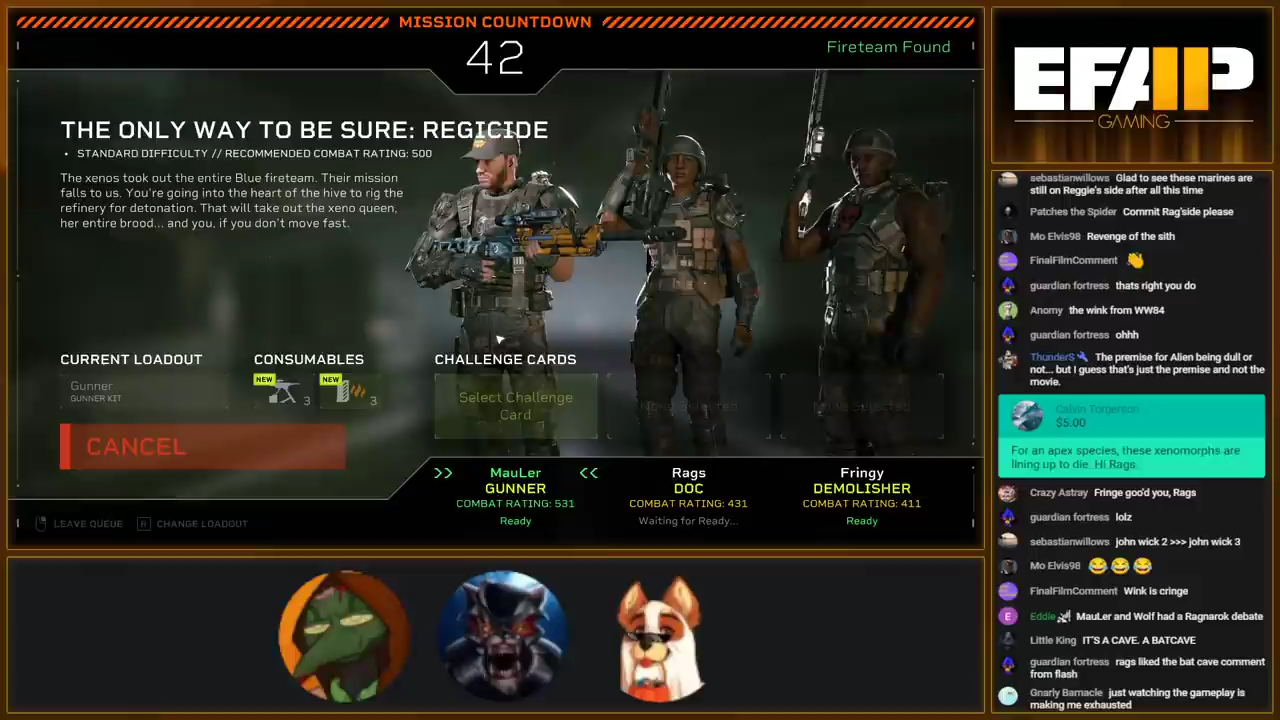 MISSION COUNTDOWN
42
Fireteam Found
THE ONLY WAY TO BE SURE: REGICIDE
• STANDARD DIFFICULTY // RECOMMENDED COMBAT RATING: 500
The xenos took out the entire Blue fireteam. Their mission
falls to us. You're going into the heart of the hive to rig the
refinery for detonation. That will take out the xeno queen,
her entire brood... and you, if you don't move fast.
CURRENT LOADOUT
Gunner
GUNNER KIT
CONSUMABLES
NEW
3
NEW
3
CHALLENGE CARDS
Select Challenge
Card
None Selected
None Selected
CANCEL
>> MauLer <<
GUNNER
COMBAT RATING: 531
Ready
Rags
DOC
COMBAT RATING: 431
Waiting for Ready...
Fringy
DEMOLISHER
COMBAT RATING: 411
Ready
LEAVE QUEUE
R CHANGE LOADOUT
EFAP
GAMING
sebastianwillows Glad to see these marines are
still on Reggie's side after all this
time
Patches the Spider Commit Rag'side please
Mo Elvis98 Revenge of the sith
FinalFilmComment 👏
guardian fortress thats right you do
Anomy the wink from WW84
guardian fortress ohhh
ThunderS The premise for Alien being dull or
not... but I guess that's just the premise and not the
movie.
Calvin Torgerson
$5.00
For an apex species, these xenomorphs are
lining up to die. Hi Rags.
Crazy Astray Fringe goo'd you, Rags
guardian fortress lolz
sebastianwillows john wick 2 >>> john wick 3
Mo Elvis98 😂😂😂
FinalFilmComment Wink is cringe
E Eddie MauLer and Wolf had a Ragnarok debate
Little King IT'S A CAVE. A BATCAVE
guardian fortress rags liked the bat cave comment
from flash
Gnarly Barnacle just watching the gameplay is
making me exhausted